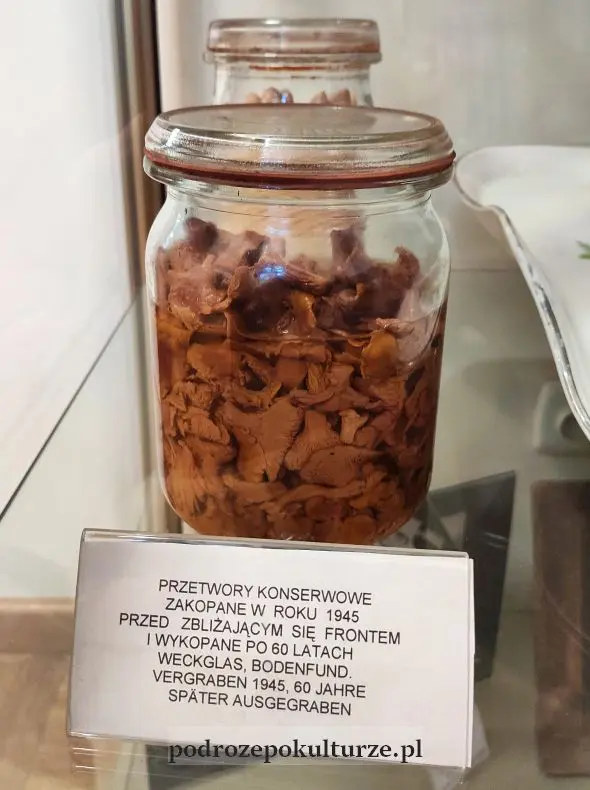 PRZETWORY KONSERWOWE
ZAKOPANE W ROKU 1945
PRZED ZBLIŻAJĄCYM SIĘ FRONTEM
I WYKOPANE PO 60 LATACH
WECKGLAS, BODENFUND.
VERGRABEN 1945, 60 JAHRE
SPÄTER AUSGEGRABEN
podrozepokulturze.pl